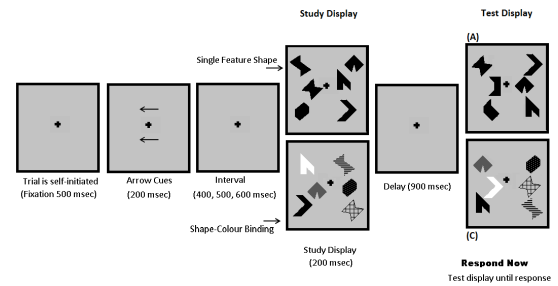 Study Display
Test Display
(A)
Single Feature Shape
Trial is self-initiated
(Fixation 500 msec)
Arrow Cues
(200 msec)
Interval
(400, 500, 600 msec)
Delay (900 msec)
Shape-Colour Binding
Study Display
(200 msec)
(C)
Respond Now
Test display until response